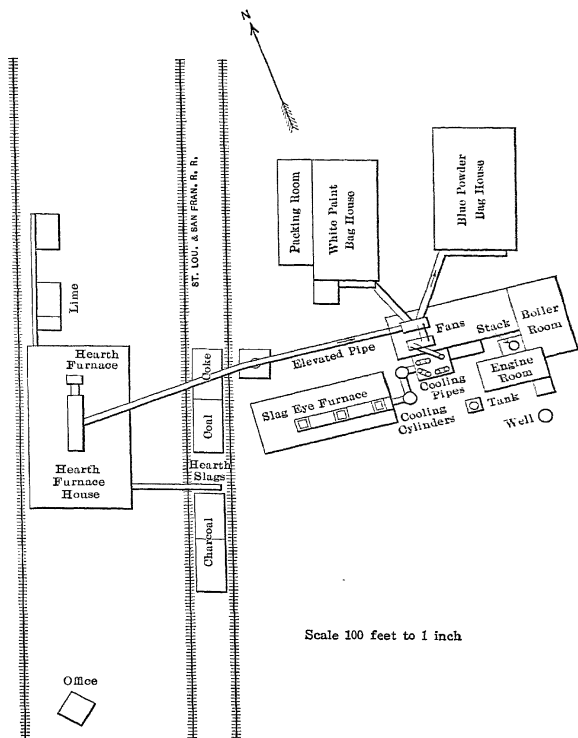 N
ST. LOU. & SAN FRAN. R. R.
Packing Room
White Paint
Bag House
Blue Powder
Bag House
Lime
Hearth
Furnace
Coke
Elevated Pipe
Fans
Stack
Boiler
Room
Engine
Room
Cooling
Pipes
Slag Eye Furnace
Cooling
Cylinders
Tank
Well
Coal
Hearth
Furnace
House
Hearth
Slags
Charcoal
Scale 100 feet to 1 inch
Office